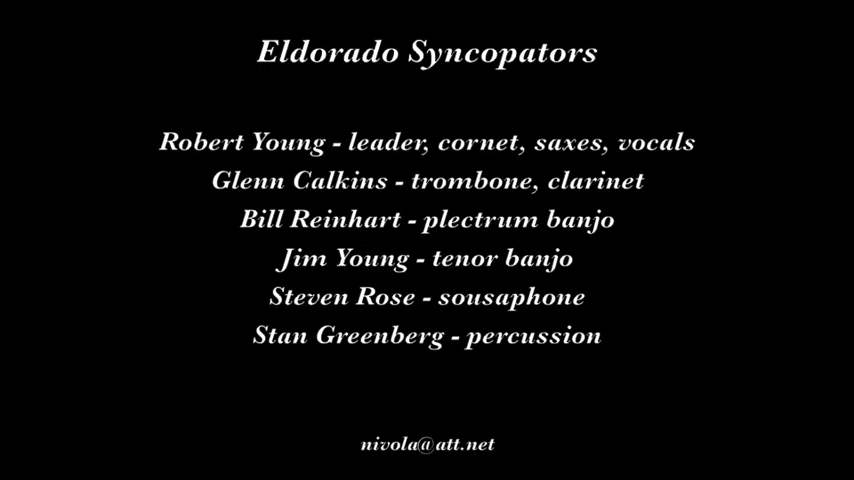 Eldorado Syncopators
Robert Young - leader, cornet, saxes, vocals
Glenn Calkins - trombone, clarinet
Bill Reinhart - plectrum banjo
Jim Young - tenor banjo
Steven Rose - sousaphone
Stan Greenberg - percussion
nivola@att.net